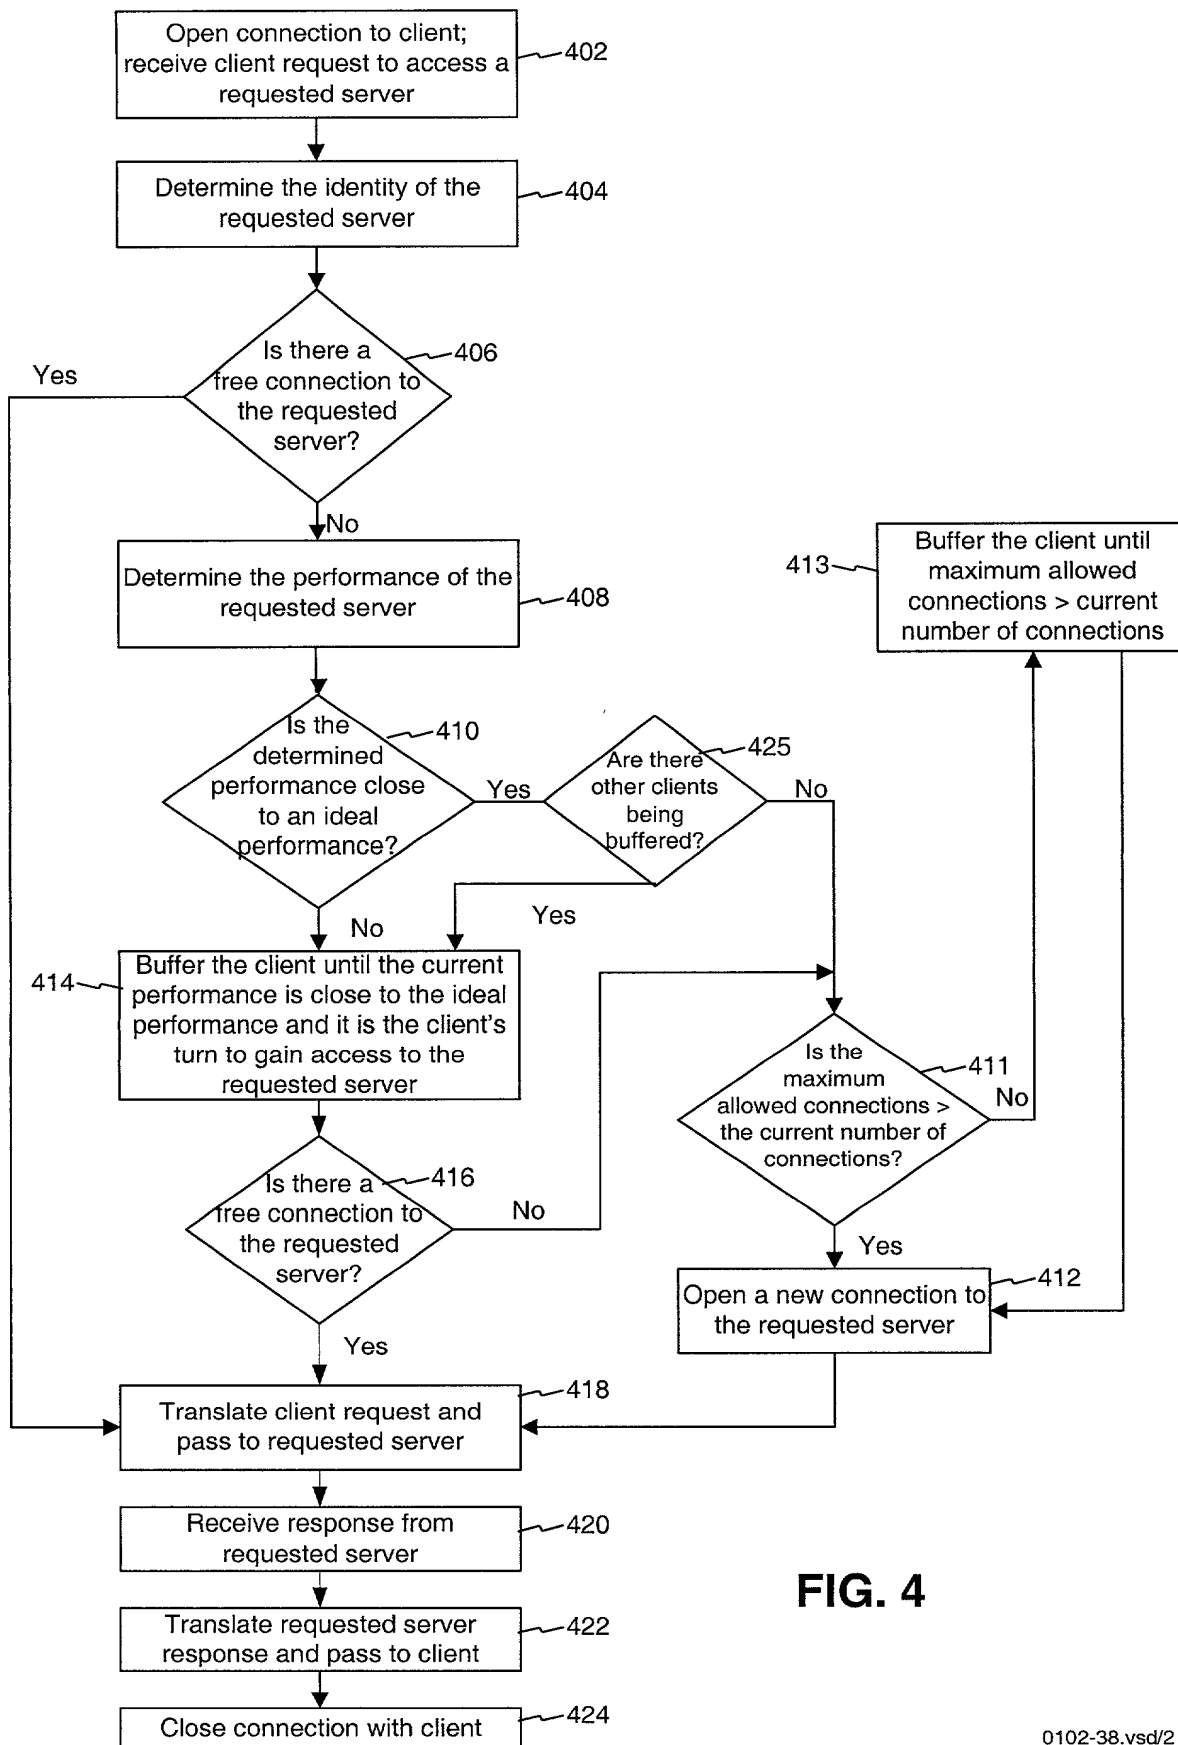 Open connection to client;
receive client request to access a
requested server
402
Determine the identity of the
requested server
404
Is there a
free connection to
the requested
server?
406
Yes
No
Determine the performance of the
requested server
408
Buffer the client until
maximum allowed
connections > current
number of connections
413
Is the
determined
performance close
to an ideal
performance?
410
Yes
Are there
other clients
being
buffered?
425
No
No
Yes
414
Buffer the client until the current
performance is close to the ideal
performance and it is the client's
turn to gain access to the
requested server
Is the
maximum
allowed connections >
the current number of
connections?
411
No
Is there a
free connection to
the requested
server?
416
No
Yes
Open a new connection to
the requested server
412
Yes
Translate client request and
pass to requested server
418
Receive response from
requested server
420
Translate requested server
response and pass to client
422
Close connection with client
424
FIG. 4
0102-38.vsd/2